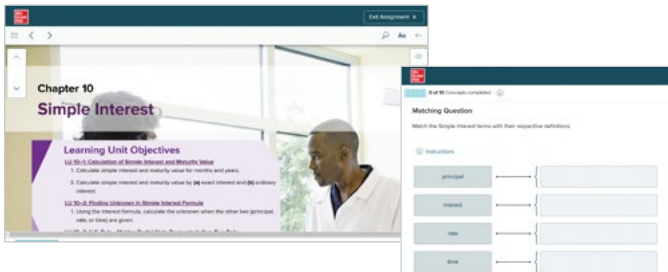 Mc Graw Hill
Exit Assignment x
Aa
Chapter 10
Simple Interest
Learning Unit Objectives
LU 10–1: Calculation of Simple Interest and Maturity Value
1. Calculate simple interest and maturity value for months and years.
2. Calculate simple interest and maturity value by (a) exact interest and (b) ordinary
interest.
LU 10–2: Finding Unknown in Simple Interest Formula
1. Using the interest formula, calculate the unknown when the other two (principal,
rate, or time) are given.
0 of 10 Concepts completed
Matching Question
Match the Simple Interest terms with their respective definitions.
Instructions
principal
interest
rate
time